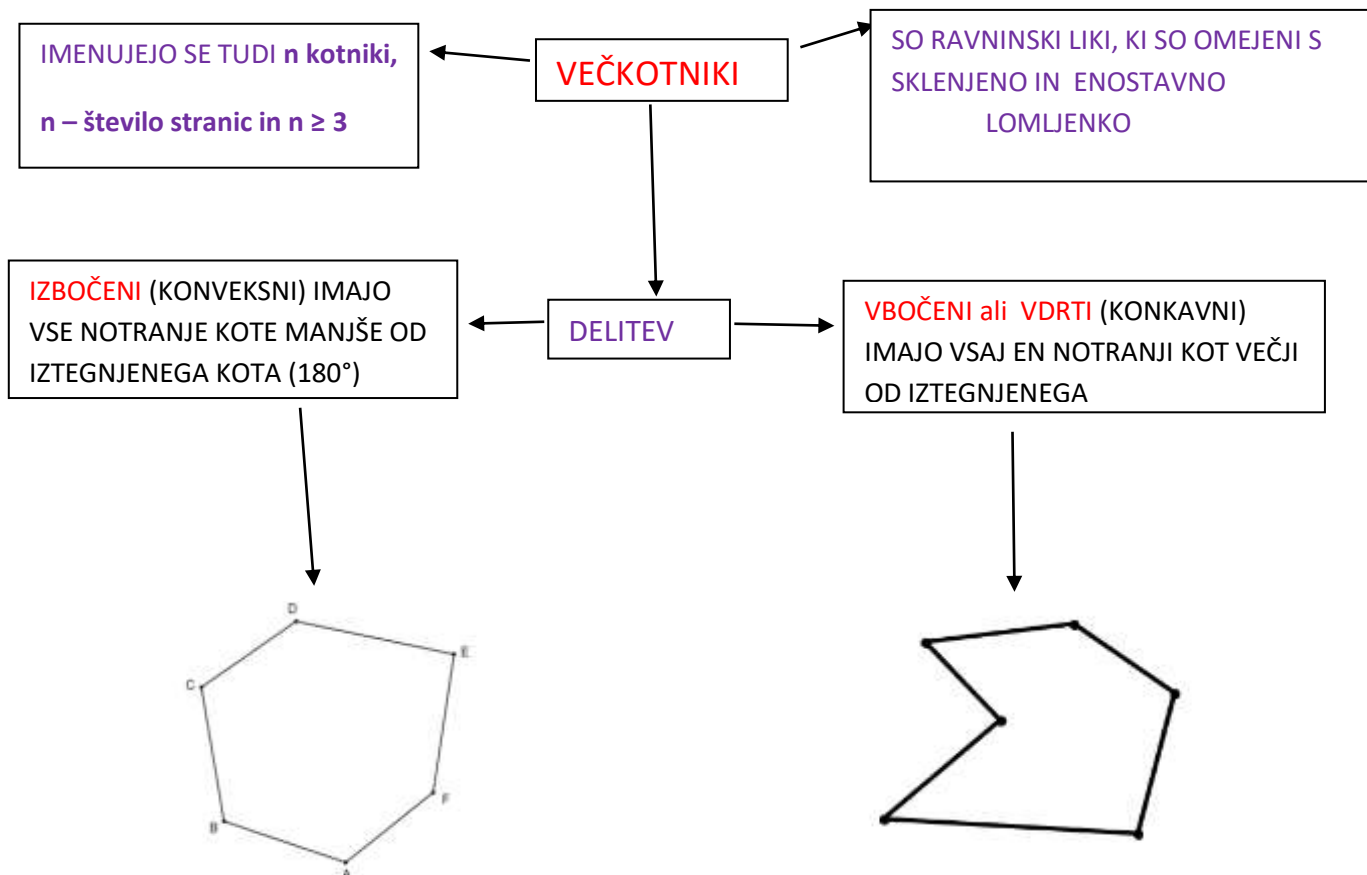 IMENUJEJO SE TUDI n kotniki,
n – število stranic in n ≥ 3
VEČKOTNIKI
SO RAVNINSKI LIKI, KI SO OMEJENI S
SKLENJENO IN ENOSTAVNO
LOMLJENKO
IZBOČENI (KONVEKSNI) IMAJO
VSE NOTRANJE KOTE MANJŠE OD
IZTEGNJENEGA KOTA (180°)
DELITEV
VBOČENI ali VDRTI (KONKAVNI)
IMAJO VSAJ EN NOTRANJI KOT VEČJI
OD IZTEGNJENEGA
D
E
C
F
B
A